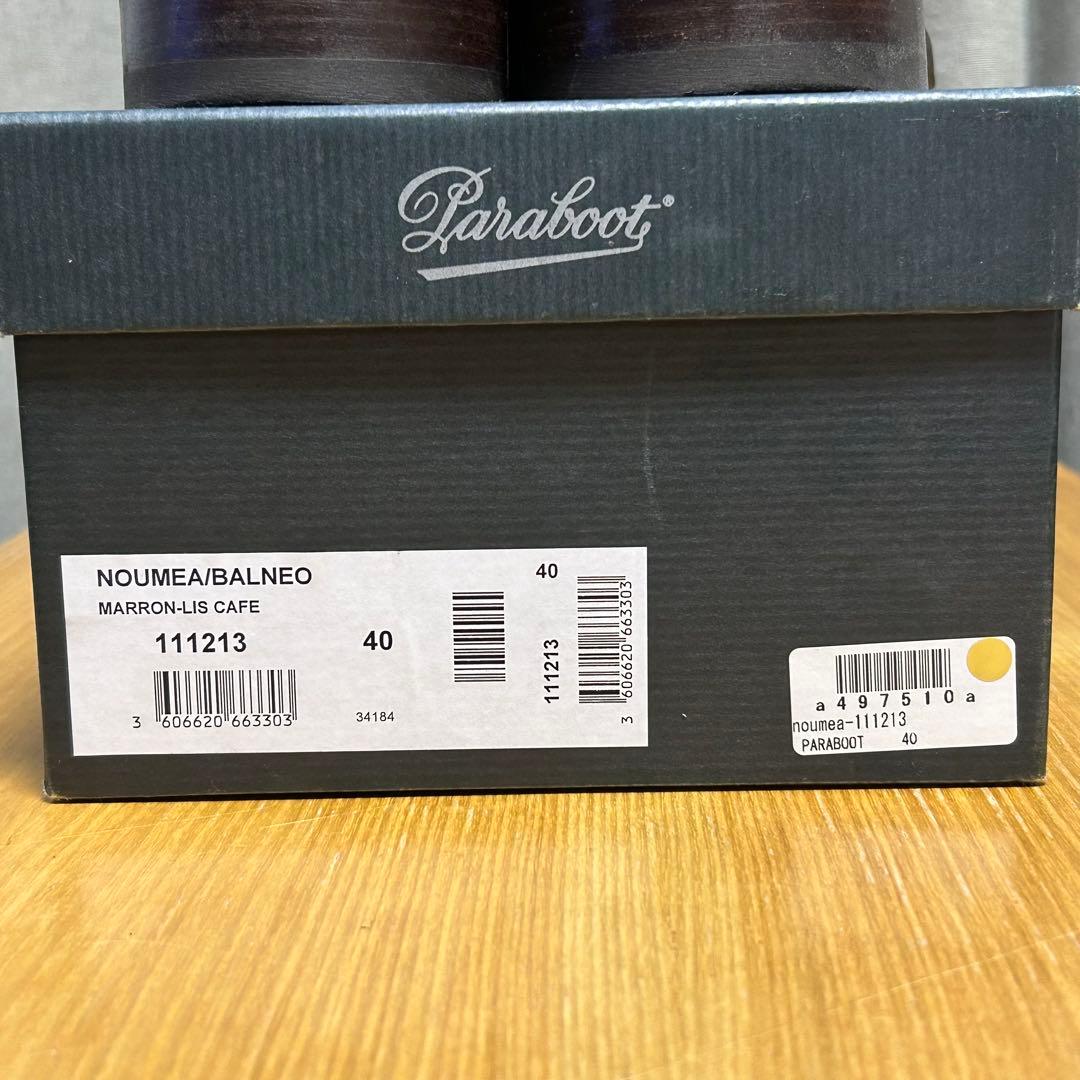 Paraboot®
NOUMEA/BALNEO
MARRON-LIS CAFE
111213 40
3 606620 663303
34184
40
111213
3 606620 663303
a497510a
noumea-111213
PARABOOT 40